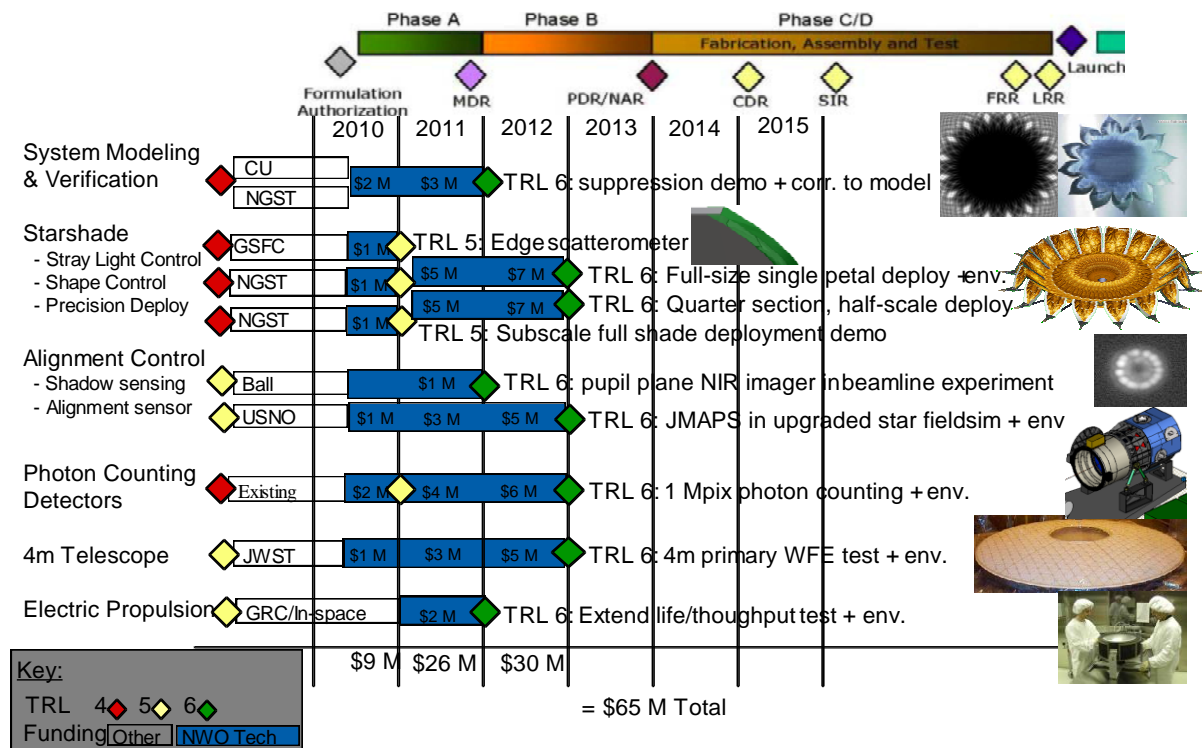 Phase A Phase B Phase C/D
Fabrication, Assembly and Test
Launch
Formulation
Authorization
MDR PDR/NAR CDR SIR FRR LRR
2010 2011 2012 2013 2014 2015
System Modeling
& Verification
CU
NGST
$2 M $3 M
TRL 6: suppression demo + corr. to model
Starshade
- Stray Light Control
- Shape Control
- Precision Deploy
GSFC
$1 M
TRL 5: Edge scatterometer
NGST
$1 M
$5 M $7 M
TRL 6: Full-size single petal deploy +env.
$5 M $7 M
TRL 6: Quarter section, half-scale deploy
NGST
$1 M
TRL 5: Subscale full shade deployment demo
Alignment Control
- Shadow sensing
- Alignment sensor
Ball
$1 M
TRL 6: pupil plane NIR imager inbeamline experiment
USNO
$1 M $3 M $5 M
TRL 6: JMAPS in upgraded star fieldsim + env
Photon Counting
Detectors
Existing
$2 M $4 M $6 M
TRL 6: 1 Mpix photon counting + env.
4m Telescope
JWST
$1 M $3 M $5 M
TRL 6: 4m primary WFE test + env.
Electric Propulsion
GRC/In-space
$2 M
TRL 6: Extend life/thoughput test + env.
$9 M $26 M $30 M
= $65 M Total
Key:
TRL 4 5 6
Funding Other NWO Tech